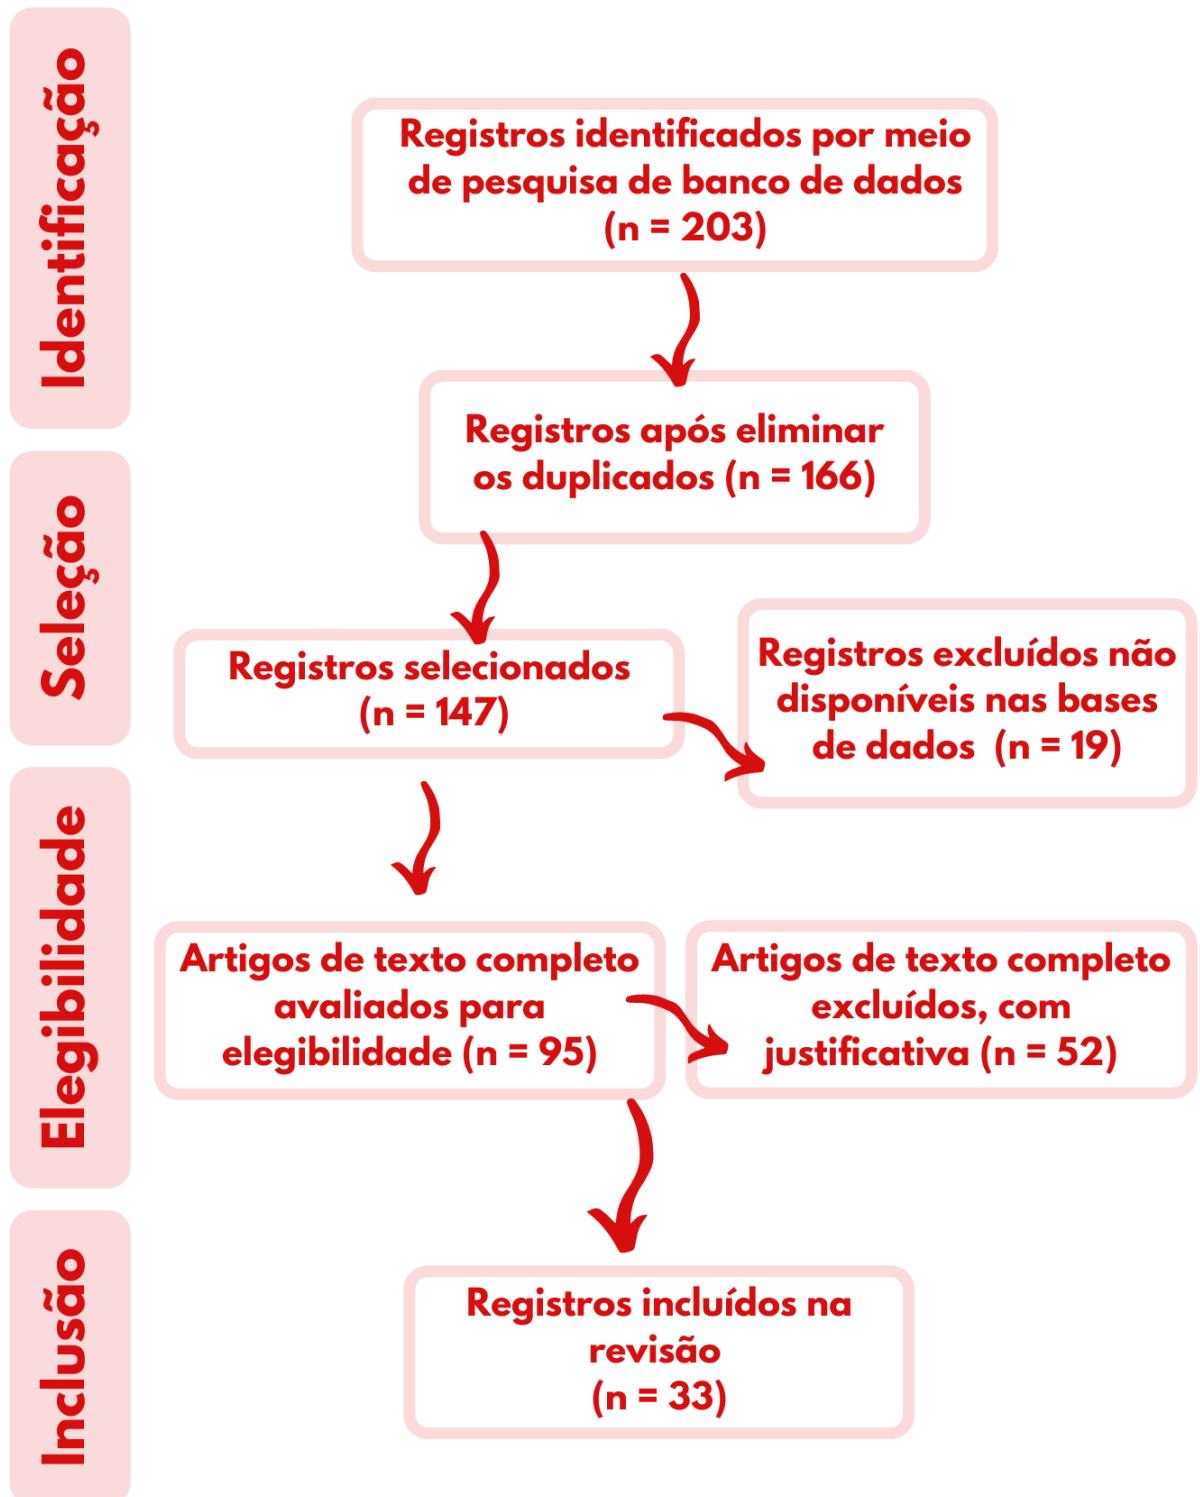 Identificação
Registros identificados por meio
de pesquisa de banco de dados
(n = 203)
Registros após eliminar
os duplicados (n = 166)
Seleção
Registros selecionados
(n = 147)
Registros excluídos não
disponíveis nas bases
de dados (n = 19)
Elegibilidade
Artigos de texto completo
avaliados para
elegibilidade (n = 95)
Artigos de texto completo
excluídos, com
justificativa (n = 52)
Inclusão
Registros incluídos na
revisão
(n = 33)